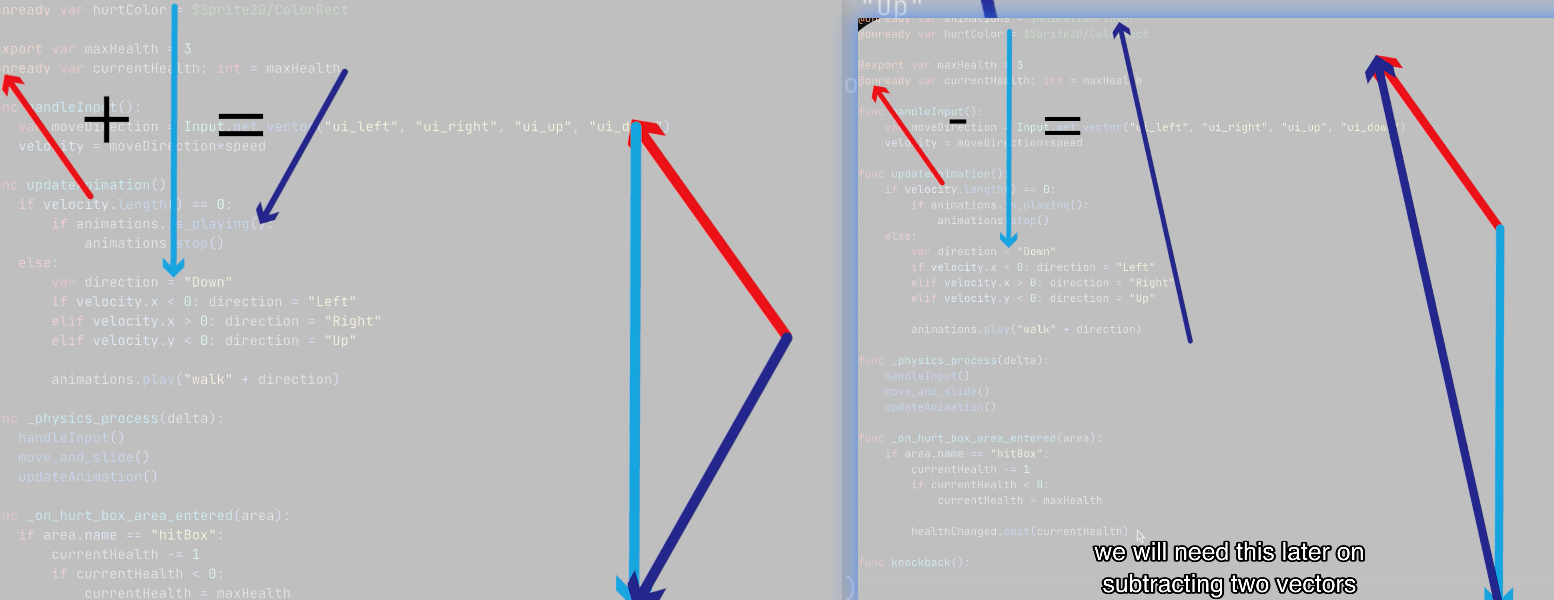 onready var hurtColor = $Sprite2D/ColorRect
export var maxHealth = 3
onready var currentHealth: int = maxHealth
nc handleInput():
var moveDirection = Input.get_vector("ui_left", "ui_right", "ui_up", "ui_d ")
velocity = moveDirection*speed
nc updateAnimation():
if velocity.length() == 0:
if animations.is_playing():
animations.stop()
else:
var direction = "Down"
if velocity.x < 0: direction = "Left"
elif velocity.x > 0: direction = "Right"
elif velocity.y < 0: direction = "Up"
animations.play("walk" + direction)
nc _physics_process(delta):
handleInput()
move_and_slide()
updateAnimation()
nc _on_hurt_box_area_entered(area):
if area.name == "hitBox":
currentHealth -= 1
if currentHealth < 0:
currentHealth = maxHealth
+ =
"Up"
@onready var animations = $AnimationPlayer
@onready var hurtColor = $Sprite2D/ColorRect
@export var maxHealth = 3
@onready var currentHealth: int = maxHealth
func handleInput():
var moveDirection = Input.get_vector("ui_left", "ui_right", "ui_up", "ui_down")
velocity = moveDirection*speed
func updateAnimation():
if velocity.length() == 0:
if animations.is_playing():
animations.stop()
else:
var direction = "Down"
if velocity.x < 0: direction = "Left"
elif velocity.x > 0: direction = "Right"
elif velocity.y < 0: direction = "Up"
animations.play("walk" + direction)
func _physics_process(delta):
handleInput()
move_and_slide()
updateAnimation()
func _on_hurt_box_area_entered(area):
if area.name == "hitBox":
currentHealth -= 1
if currentHealth < 0:
currentHealth = maxHealth
healthChanged.emit(currentHealth)
func knockback():
- =
we will need this later on
subtracting two vectors